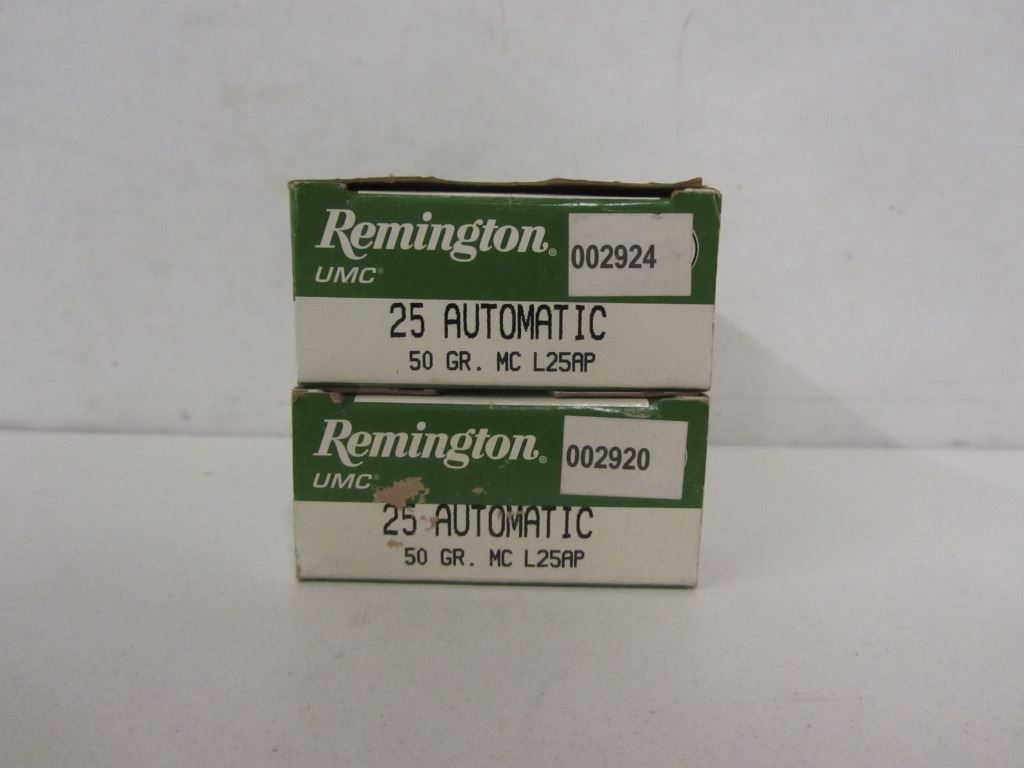 Remington®
UMC®
002924
25 AUTOMATIC
50 GR. MC L25AP
Remington®
UMC®
002920
25 AUTOMATIC
50 GR. MC L25AP